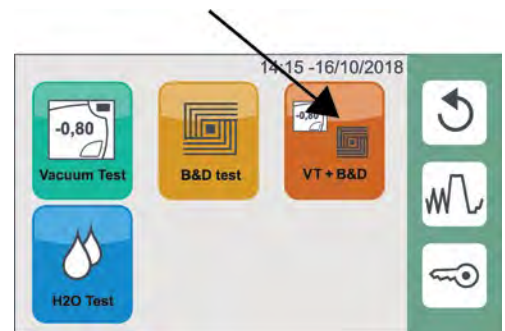 14:15 -16/10/2018
-0,80
-0,80
Vacuum Test
B&D test
VT + B&D
H2O Test